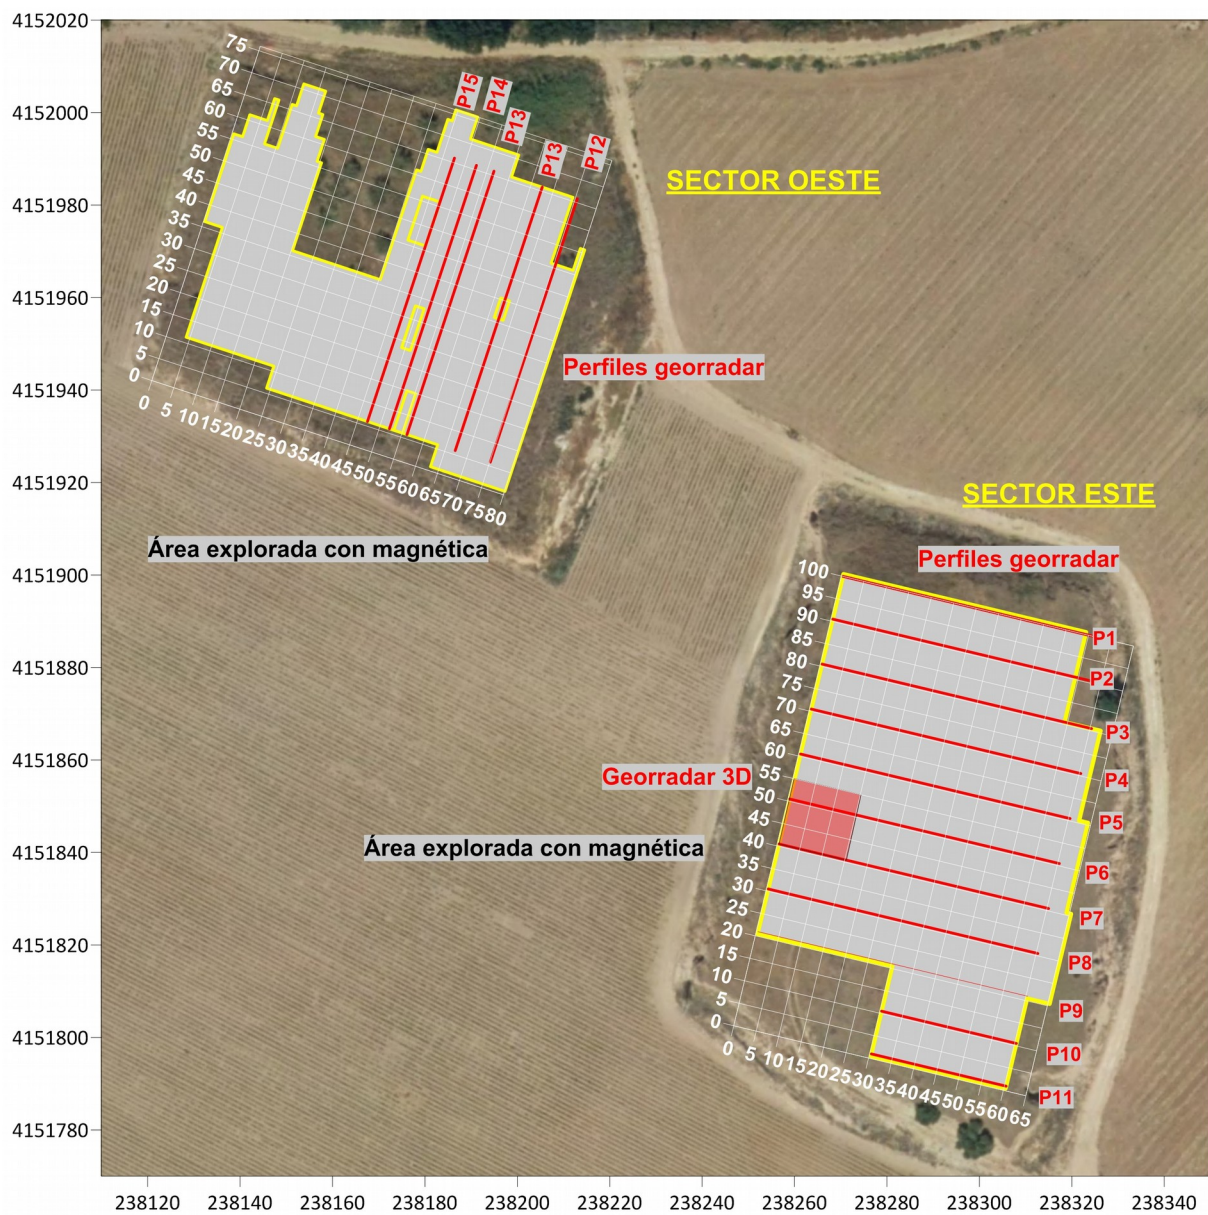 4152020
4152000
4151980
4151960
4151940
4151920
4151900
4151880
4151860
4151840
4151820
4151800
4151780
238120 238140 238160 238180 238200 238220 238240 238260 238280 238300 238320 238340
75
70
65
60
55
50
45
40
35
30
25
20
15
10
5
0
0 5 10 15 20 25 30 35 40 45 50 55 60 65 70 75 80
P15 P14 P13 P13 P12
SECTOR OESTE
Perfiles georradar
Área explorada con magnética
SECTOR ESTE
Perfiles georradar
100
95
90
85
80
75
70
65
60
55
50
45
40
35
30
25
20
15
10
5
0
0 5 10 15 20 25 30 35 40 45 50 55 60 65
P1
P2
P3
P4
P5
P6
P7
P8
P9
P10
P11
Georradar 3D
Área explorada con magnética